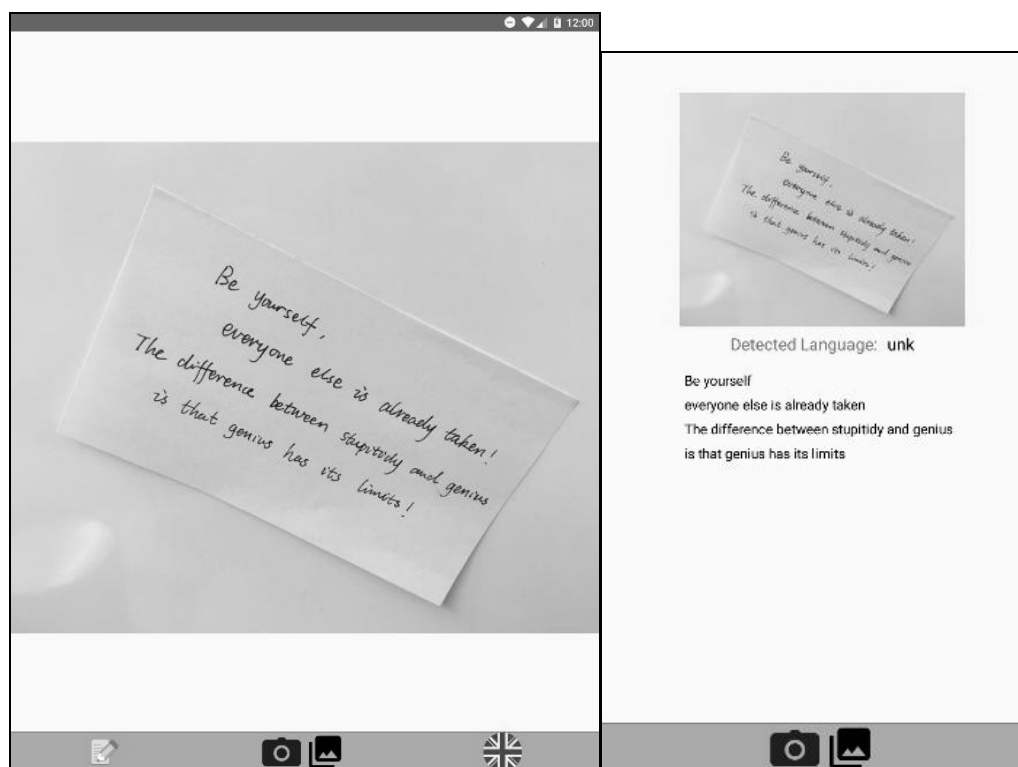 12:00
Be yourself,
everyone else is already taken!
The difference between stupitidy and genius
is that genius has its limits!
Be yourself,
everyone else is already taken!
The difference between stupitidy and genius
is that genius has its limits!
Detected Language: unk
Be yourself
everyone else is already taken
The difference between stupitidy and genius
is that genius has its limits